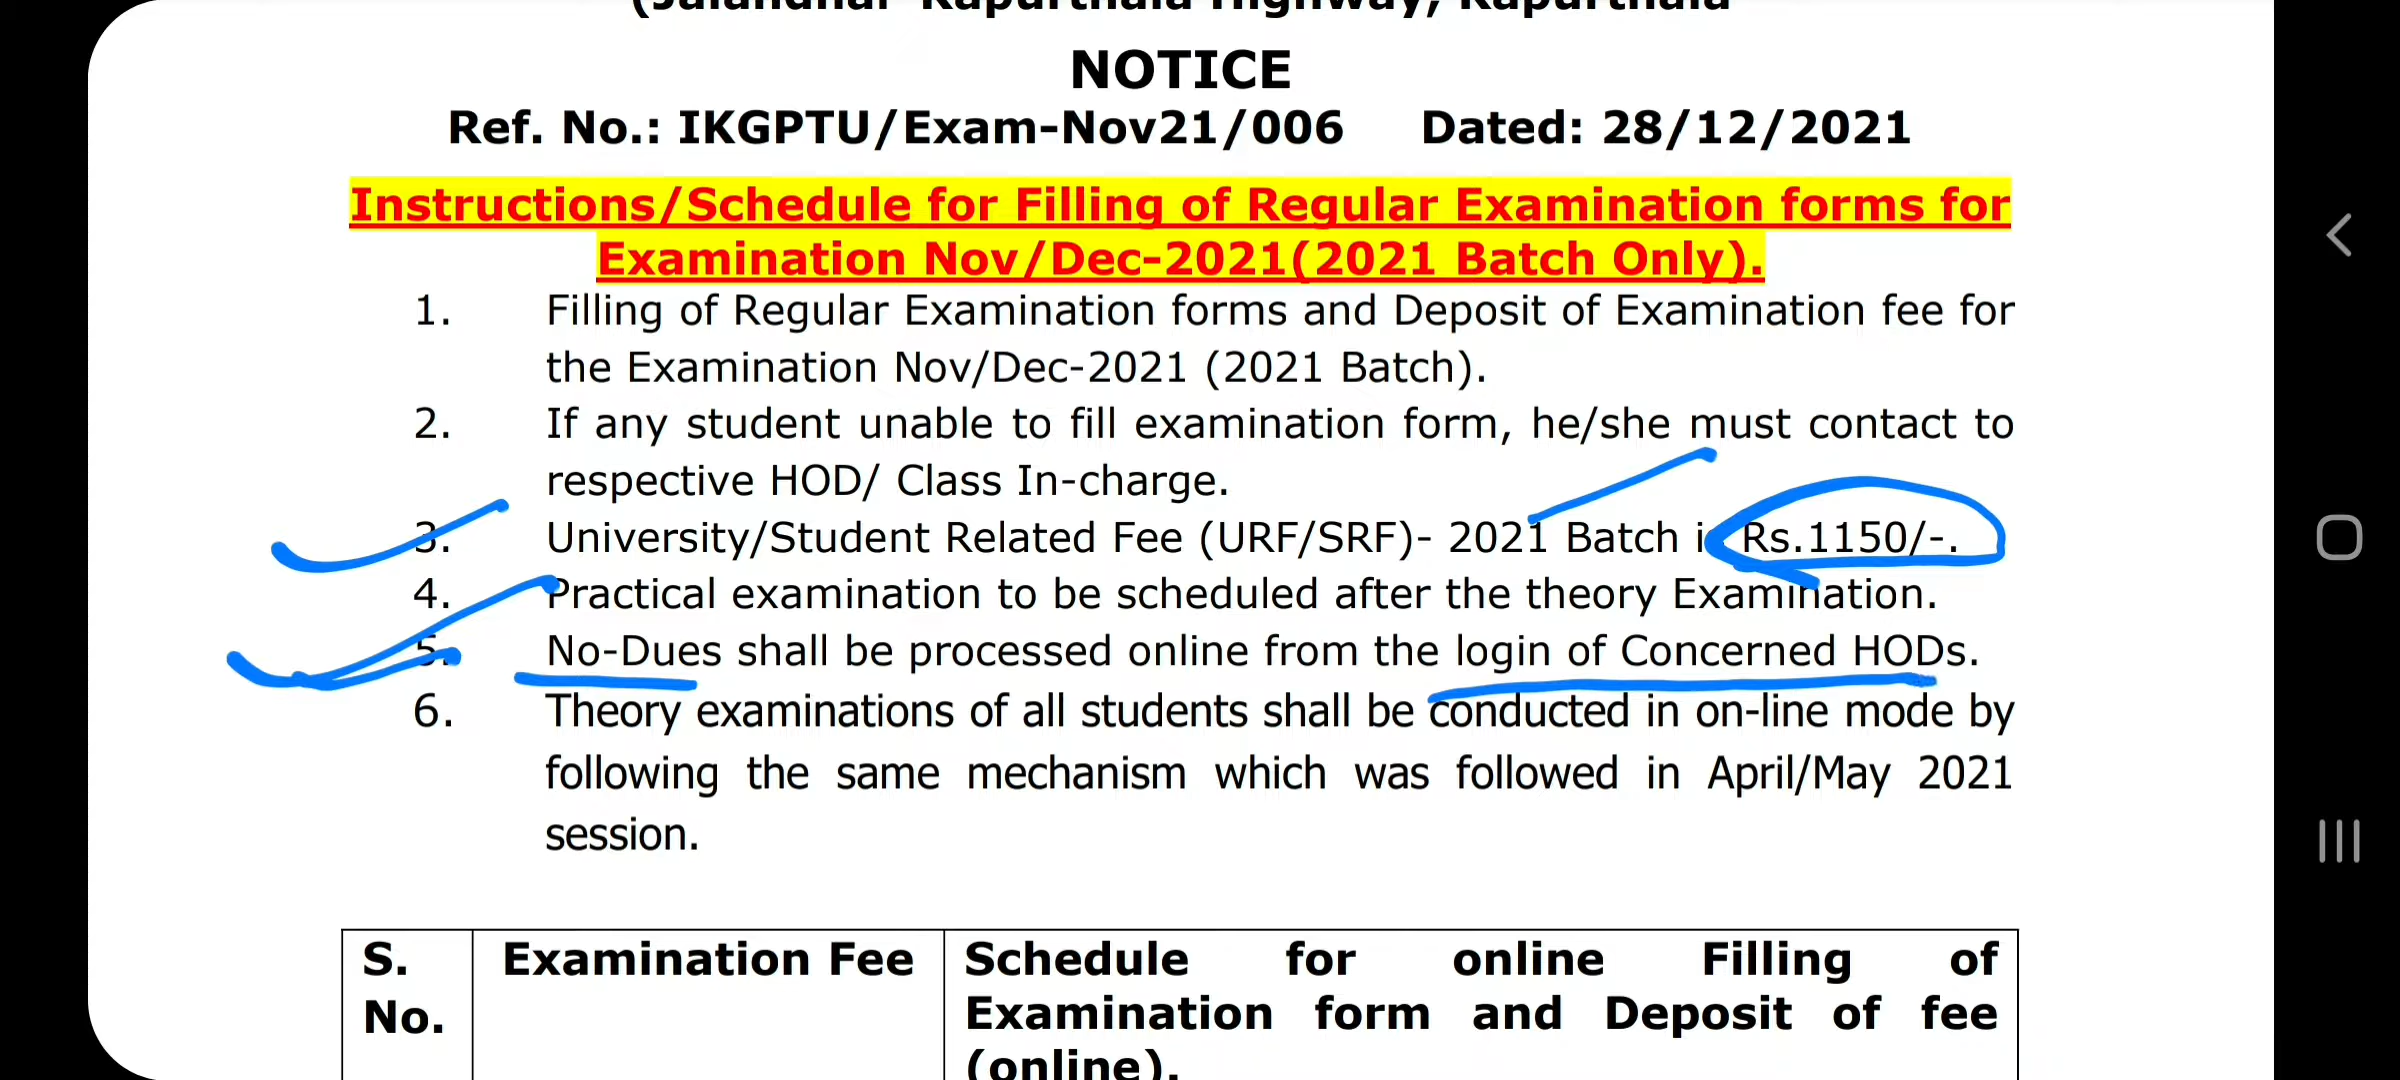 (Jalandhar Kapurthala Highway, Kapurthala
NOTICE
Ref. No.: IKGPTU/Exam-Nov21/006 Dated: 28/12/2021
Instructions/Schedule for Filling of Regular Examination forms for
Examination Nov/Dec-2021(2021 Batch Only).
1. Filling of Regular Examination forms and Deposit of Examination fee for
the Examination Nov/Dec-2021 (2021 Batch).
2. If any student unable to fill examination form, he/she must contact to
respective HOD/ Class In-charge.
3. University/Student Related Fee (URF/SRF)- 2021 Batch is Rs.1150/-.
4. Practical examination to be scheduled after the theory Examination.
5. No-Dues shall be processed online from the login of Concerned HODs.
6. Theory examinations of all students shall be conducted in on-line mode by
following the same mechanism which was followed in April/May 2021
session.
S. Examination Fee Schedule for online Filling of
No. Examination form and Deposit of fee
(online).